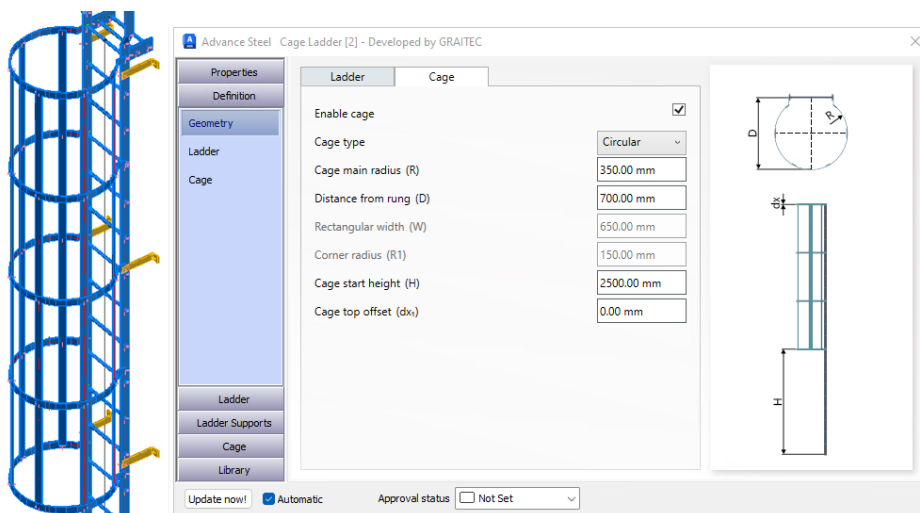 Advance Steel Cage Ladder [2] - Developed by GRAITEC
Properties
Definition
Geometry
Ladder
Cage
Ladder
Ladder Supports
Cage
Library
Ladder Cage
Enable cage
Cage type Circular
Cage main radius (R) 350.00 mm
Distance from rung (D) 700.00 mm
Rectangular width (W) 650.00 mm
Corner radius (R1) 150.00 mm
Cage start height (H) 2500.00 mm
Cage top offset (dx₁) 0.00 mm
D
R
dx
H
Update now! Automatic Approval status Not Set